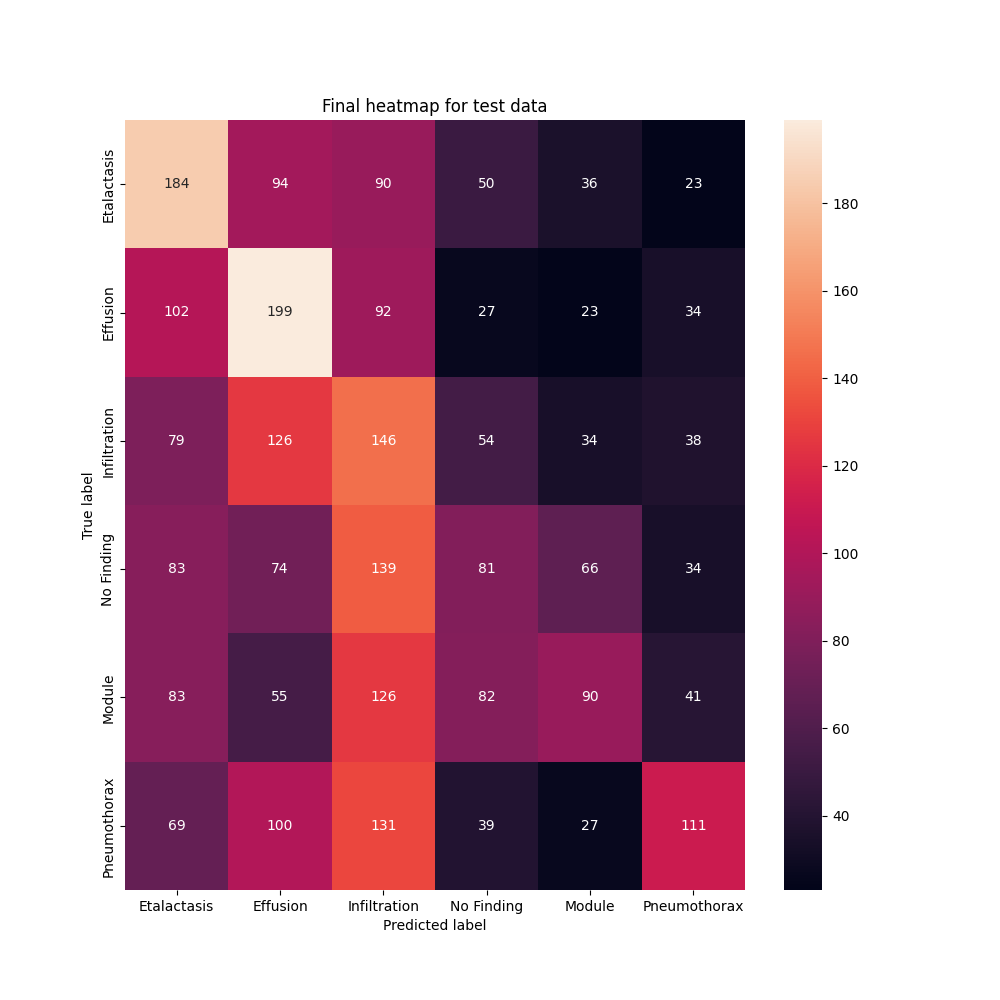 Final heatmap for test data
True label
Etalactasis
184 94 90 50 36 23
Effusion
102 199 92 27 23 34
Infiltration
79 126 146 54 34 38
No Finding
83 74 139 81 66 34
Module
83 55 126 82 90 41
Pneumothorax
69 100 131 39 27 111
Etalactasis Effusion Infiltration No Finding Module Pneumothorax
Predicted label
180
160
140
120
100
80
60
40